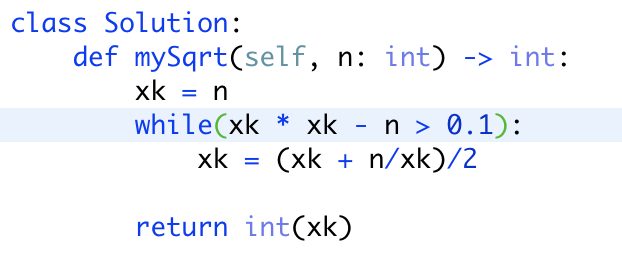 class Solution:
    def mySqrt(self, n: int) -> int:
        xk = n
        while(xk * xk - n > 0.1):
            xk = (xk + n/xk)/2
        return int(xk)